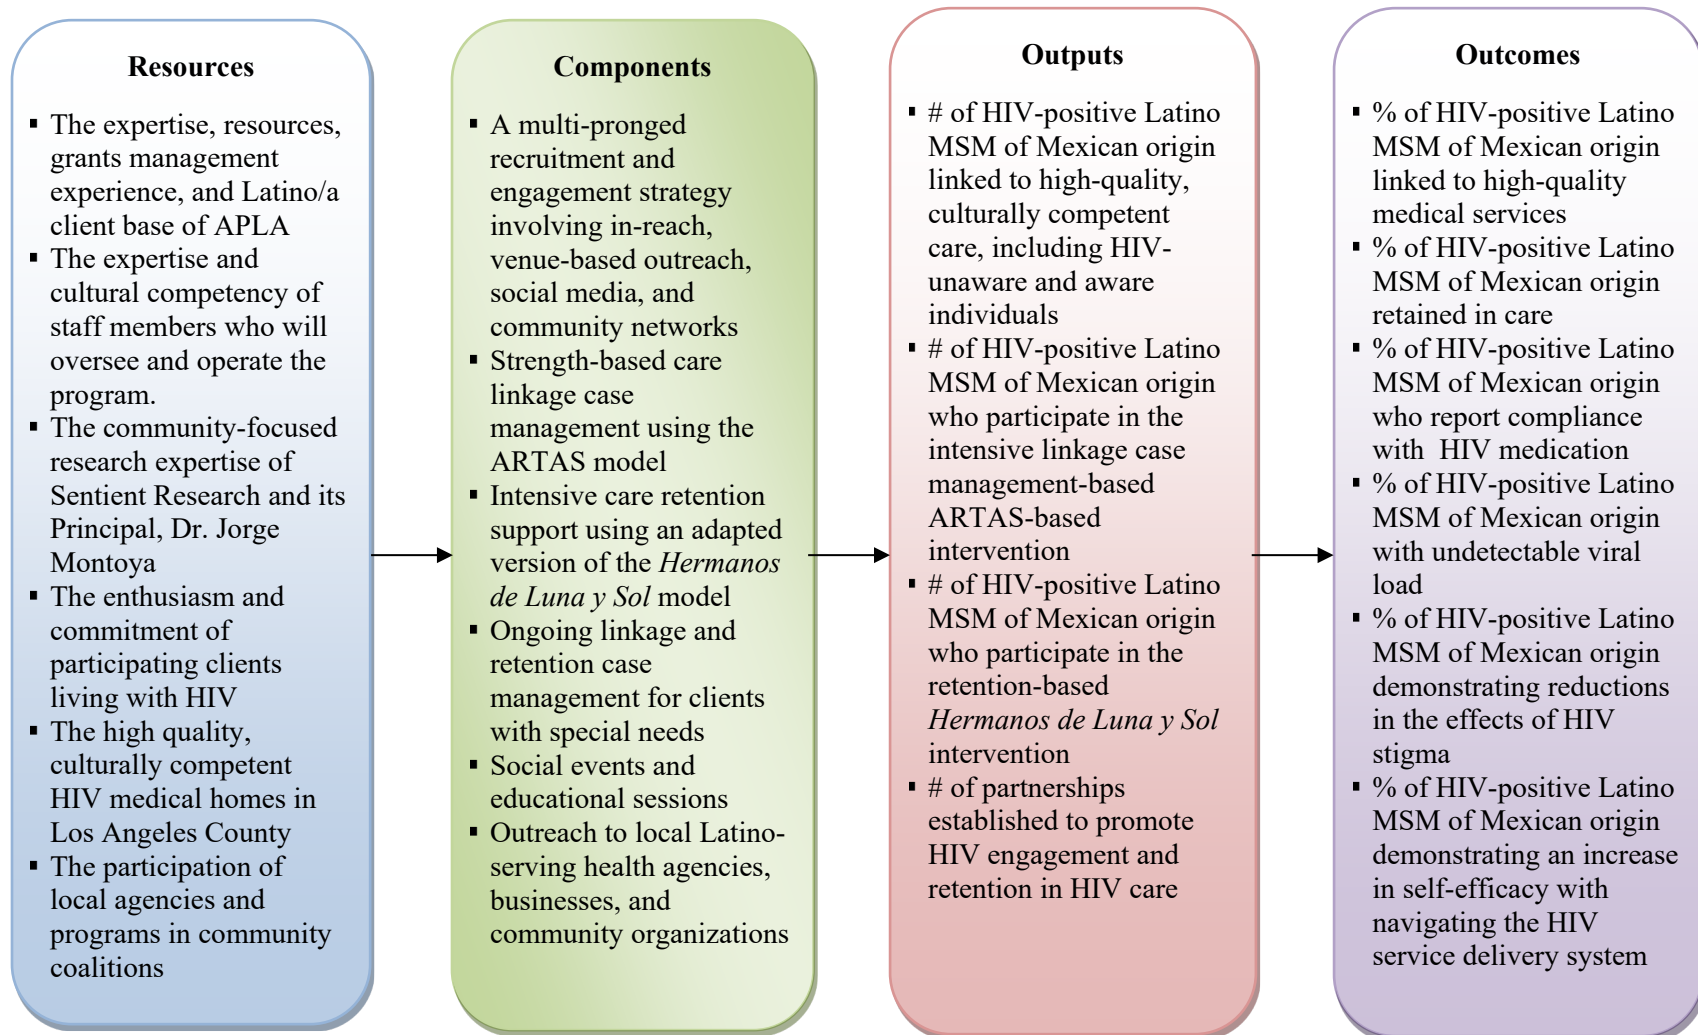 Resources
▪ The expertise, resources,
grants management
experience, and Latino/a
client base of APLA
▪ The expertise and
cultural competency of
staff members who will
oversee and operate the
program.
▪ The community-focused
research expertise of
Sentient Research and its
Principal, Dr. Jorge
Montoya
▪ The enthusiasm and
commitment of
participating clients
living with HIV
▪ The high quality,
culturally competent
HIV medical homes in
Los Angeles County
▪ The participation of
local agencies and
programs in community
coalitions
Components
▪ A multi-pronged
recruitment and
engagement strategy
involving in-reach,
venue-based outreach,
social media, and
community networks
▪ Strength-based care
linkage case
management using the
ARTAS model
▪ Intensive care retention
support using an adapted
version of the Hermanos
de Luna y Sol model
▪ Ongoing linkage and
retention case
management for clients
with special needs
▪ Social events and
educational sessions
▪ Outreach to local Latino-
serving health agencies,
businesses, and
community organizations
Outputs
▪ # of HIV-positive Latino
MSM of Mexican origin
linked to high-quality,
culturally competent
care, including HIV-
unaware and aware
individuals
▪ # of HIV-positive Latino
MSM of Mexican origin
who participate in the
intensive linkage case
management-based
ARTAS-based
intervention
▪ # of HIV-positive Latino
MSM of Mexican origin
who participate in the
retention-based
Hermanos de Luna y Sol
intervention
▪ # of partnerships
established to promote
HIV engagement and
retention in HIV care
Outcomes
▪ % of HIV-positive Latino
MSM of Mexican origin
linked to high-quality
medical services
▪ % of HIV-positive Latino
MSM of Mexican origin
retained in care
▪ % of HIV-positive Latino
MSM of Mexican origin
who report compliance
with HIV medication
▪ % of HIV-positive Latino
MSM of Mexican origin
with undetectable viral
load
▪ % of HIV-positive Latino
MSM of Mexican origin
demonstrating reductions
in the effects of HIV
stigma
▪ % of HIV-positive Latino
MSM of Mexican origin
demonstrating an increase
in self-efficacy with
navigating the HIV
service delivery system